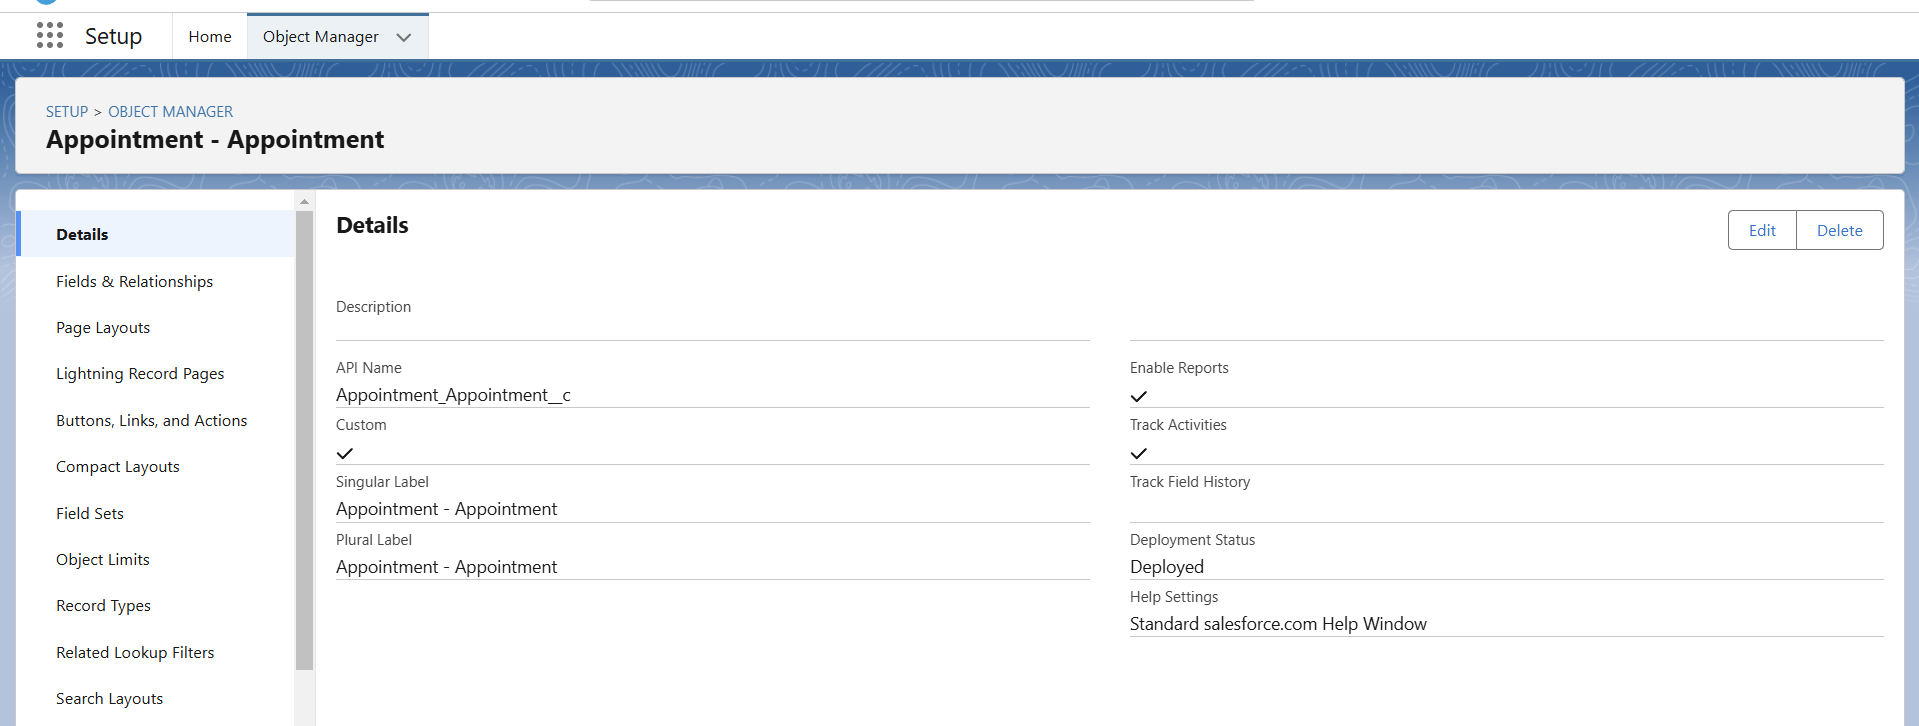 Setup
Home
Object Manager
SETUP > OBJECT MANAGER
Appointment - Appointment
Details
Fields & Relationships
Page Layouts
Lightning Record Pages
Buttons, Links, and Actions
Compact Layouts
Field Sets
Object Limits
Record Types
Related Lookup Filters
Search Layouts
Details
Edit
Delete
Description
API Name
Appointment_Appointment__c
Custom
Singular Label
Appointment - Appointment
Plural Label
Appointment - Appointment
Enable Reports
Track Activities
Track Field History
Deployment Status
Deployed
Help Settings
Standard salesforce.com Help Window